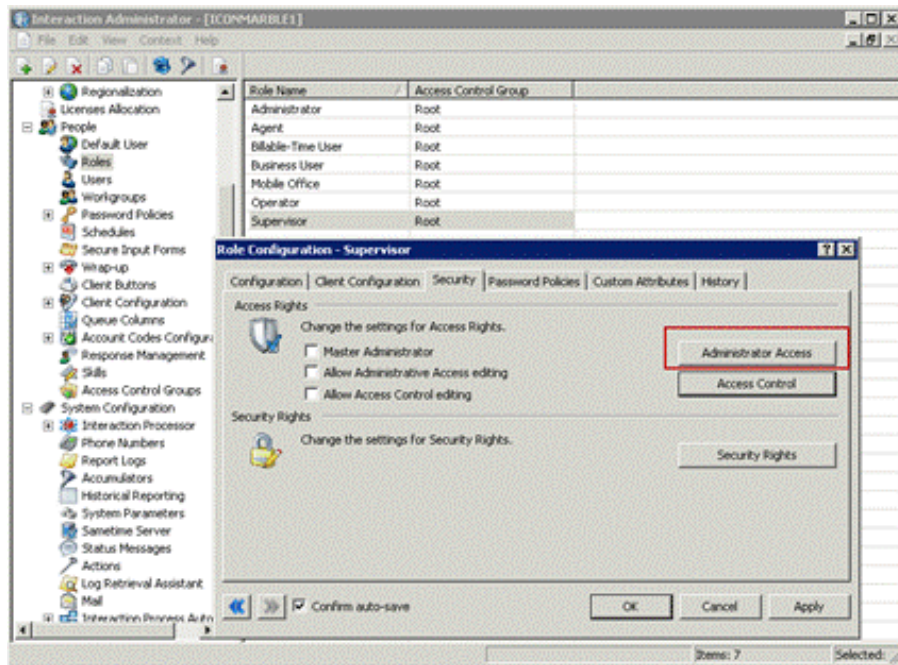 Interaction Administrator - [ICONMARBLE1]
File Edit View Context Help
Regionalization
Licenses Allocation
People
Default User
Roles
Users
Workgroups
Password Policies
Schedules
Secure Input Forms
Wrap-up
Client Buttons
Client Configuration
Queue Columns
Account Codes Configura
Response Management
Skills
Access Control Groups
System Configuration
Interaction Processor
Phone Numbers
Report Logs
Accumulators
Historical Reporting
System Parameters
Sametime Server
Status Messages
Actions
Log Retrieval Assistant
Mail
Interaction Process Auto
Role Name / Access Control Group
Administrator Root
Agent Root
Billable-Time User Root
Business User Root
Mobile Office Root
Operator Root
Supervisor Root
Role Configuration - Supervisor
Configuration Client Configuration Security Password Policies Custom Attributes History
Access Rights
Change the settings for Access Rights.
Master Administrator
Allow Administrative Access editing
Allow Access Control editing
Administrator Access
Access Control
Security Rights
Change the settings for Security Rights.
Security Rights
Confirm auto-save
OK Cancel Apply
Items: 7 Selected: